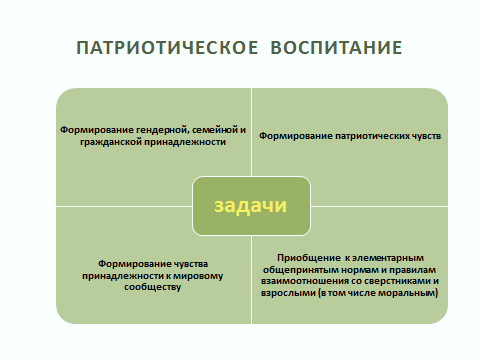 ПАТРИОТИЧЕСКОЕ ВОСПИТАНИЕ
Формирование гендерной, семейной и
гражданской принадлежности
Формирование патриотических чувств
задачи
Формирование чувства
принадлежности к мировому
сообществу
Приобщение к элементарным
общепринятым нормам и правилам
взаимоотношения со сверстниками и
взрослыми (в том числе моральным)